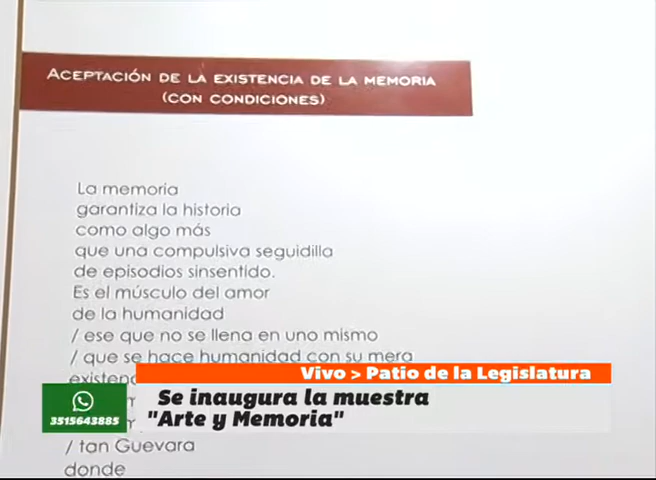 ACEPTACIÓN DE LA EXISTENCIA DE LA MEMORIA
(CON CONDICIONES)
La memoria
garantiza la historia
como algo más
que una compulsiva seguidilla
de episodios sinsentido.
Es el músculo del amor
de la humanidad
/ ese que no se llena en uno mismo
/ que se hace humanidad con su mera
Vivo > Patio de la Legislatura
Se inaugura la muestra
"Arte y Memoria"
3515643885
/ tan Guevara
donde